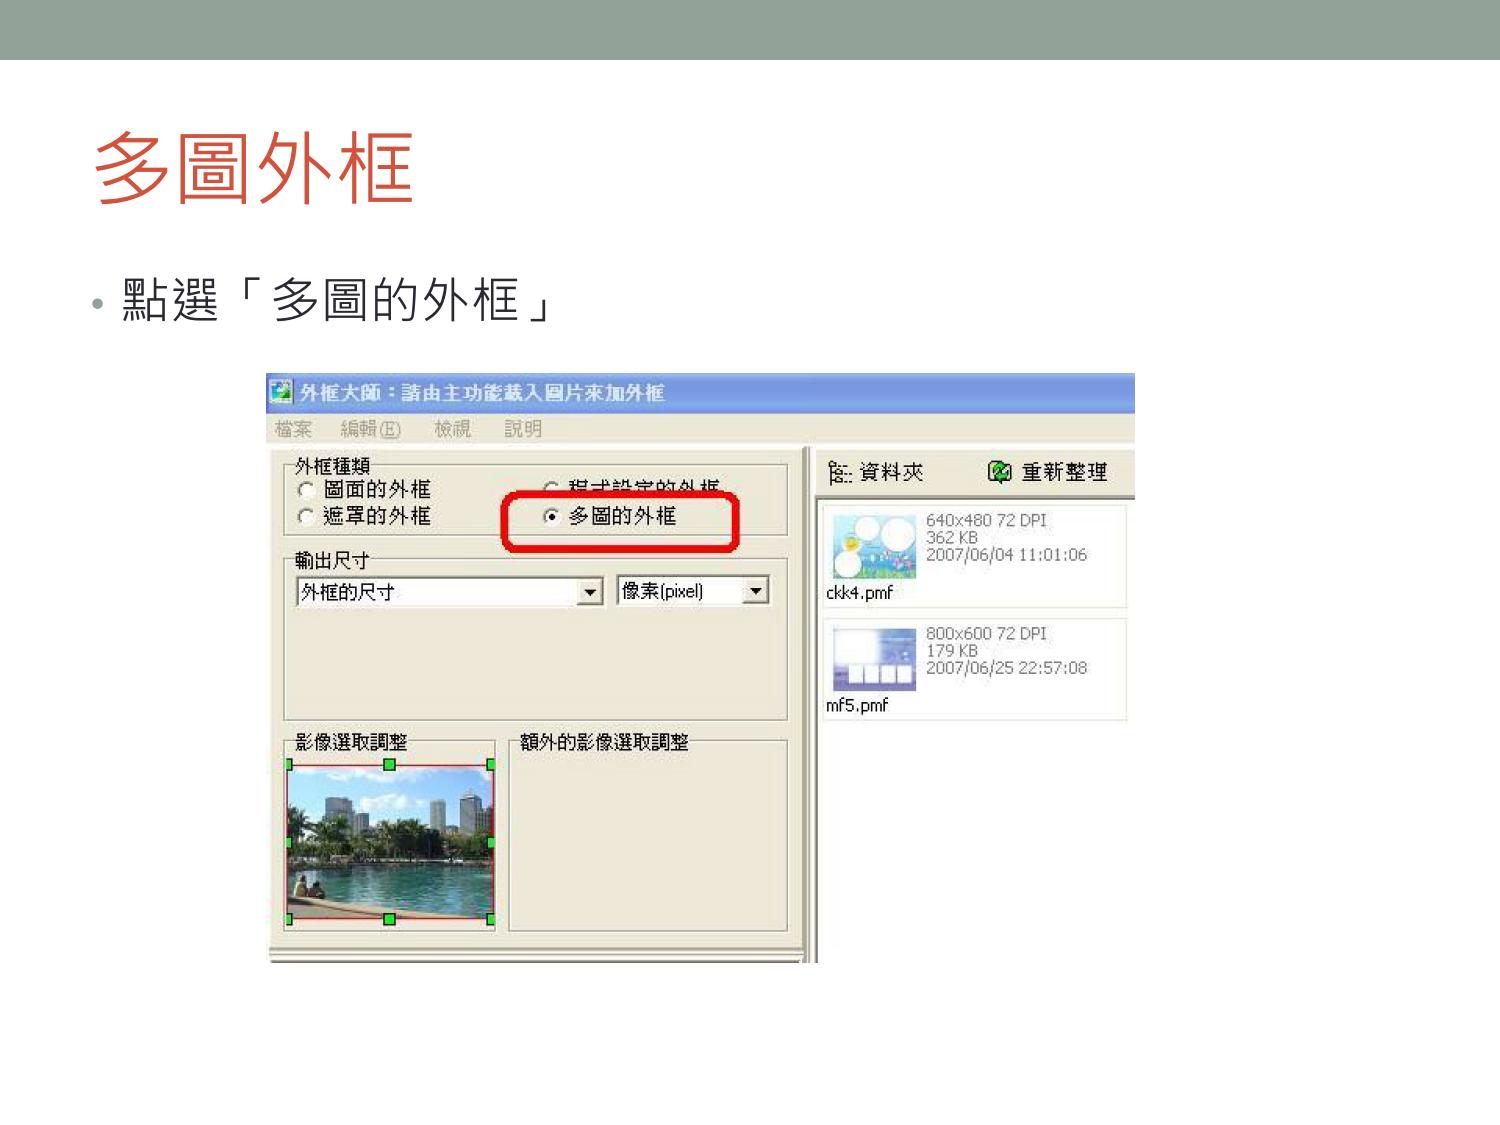 多圖外框
• 點選「多圖的外框」
外框大師：請由主功能載入圖片來加外框
檔案 編輯(E) 檢視 說明
外框種類
圖面的外框 程式設定的外框
遮罩的外框 多圖的外框
輸出尺寸
外框的尺寸 像素(pixel)
影像選取調整 額外的影像選取調整
資料夾 重新整理
640x480 72 DPI
362 KB
2007/06/04 11:01:06
ckk4.pmf
800x600 72 DPI
179 KB
2007/06/25 22:57:08
mf5.pmf